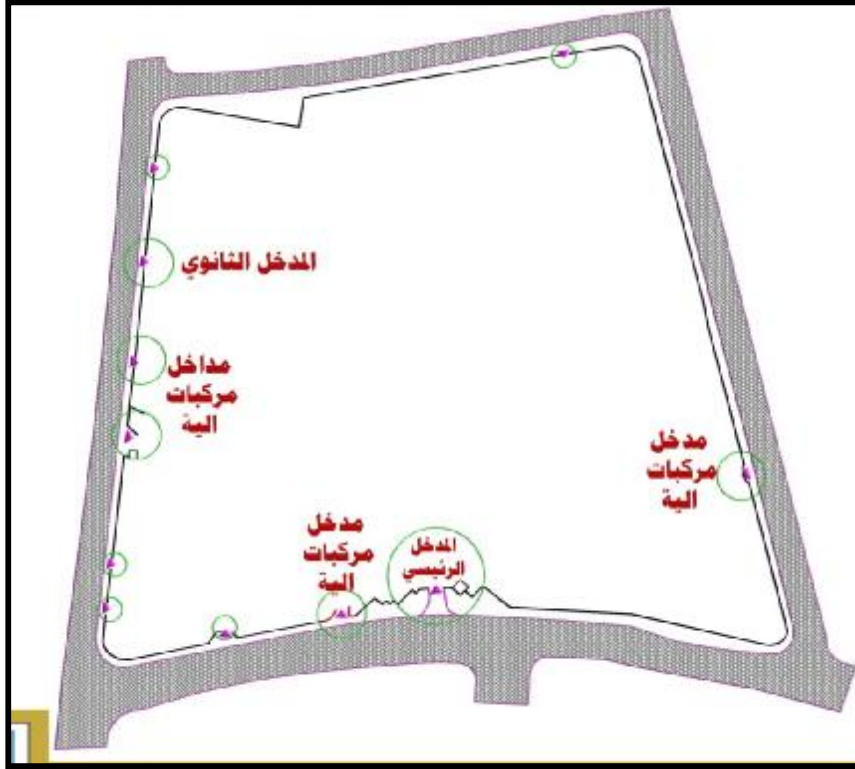 المدخل الثانوي
مداخل
مركبات
الية
مدخل
مركبات
الية
مدخل
مركبات
الية
المدخل
الرئيسي